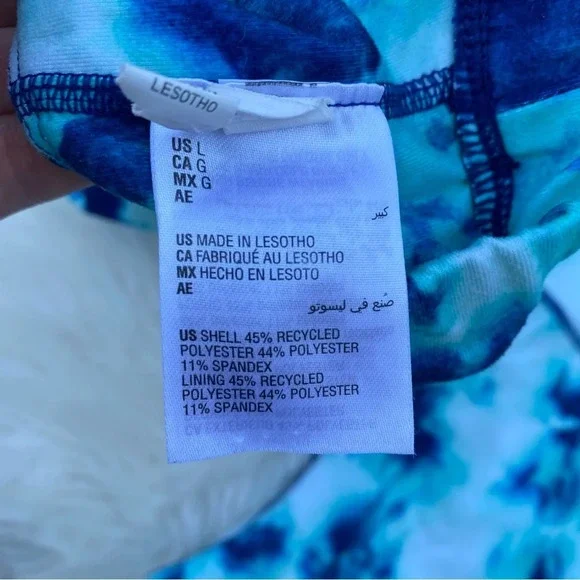 LESOTHO
US L
CA G
MX G
AE
كبير
US MADE IN LESOTHO
CA FABRIQUÉ AU LESOTHO
MX HECHO EN LESOTO
AE
صُنع في ليسوتو
US SHELL 45% RECYCLED
POLYESTER 44% POLYESTER
11% SPANDEX
LINING 45% RECYCLED
POLYESTER 44% POLYESTER
11% SPANDEX